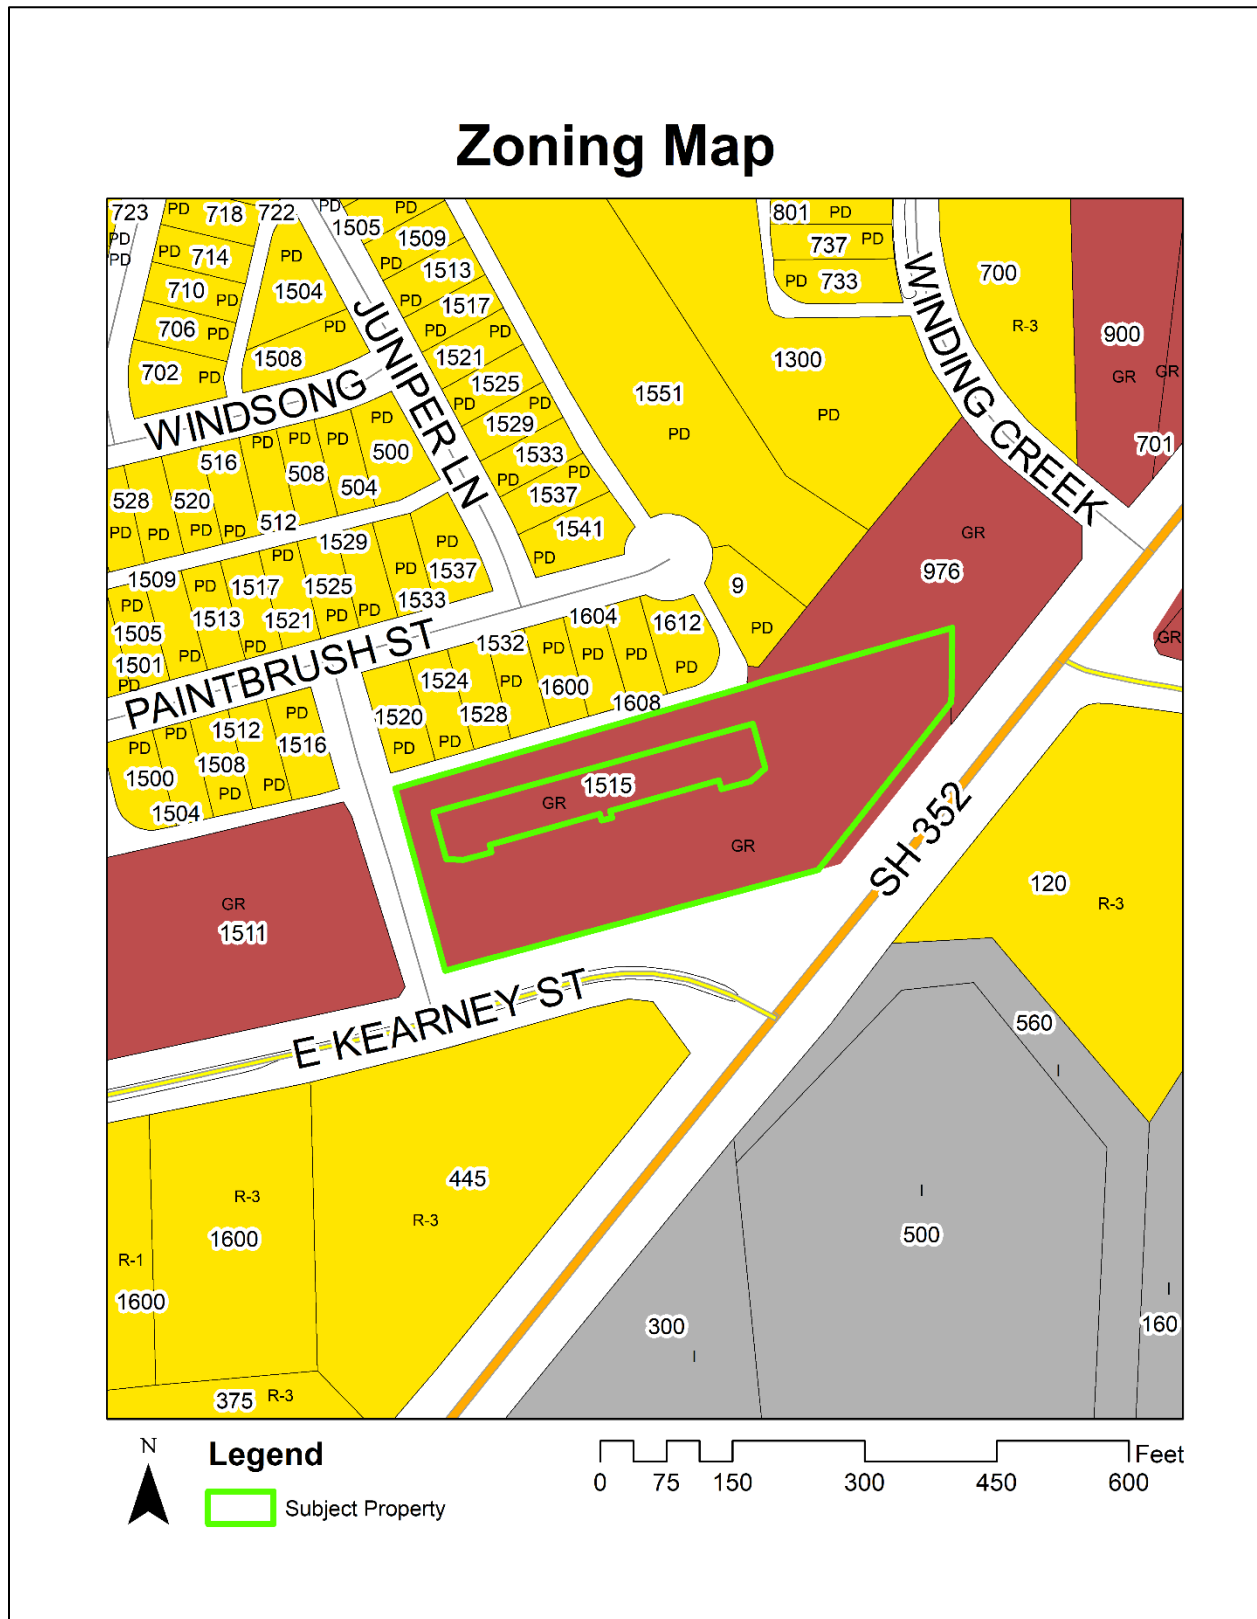 Zoning Map
723
PD
718
722
PD
1505
PD
801
PD
PD
PD
PD
714
PD
1509
737
PD
700
PD
1513
PD
733
710
PD
1504
PD
1517
R-3
900
706
PD
PD
PD
PD
1521
1300
GR
GR
702
PD
1508
1525
1551
PD
PD
PD
PD
701
WINDSONG
JUNIPER LN
WINDING CREEK
PD
PD
PD
PD
500
1529
516
508
504
1533
PD
PD
528
520
512
1537
PD
PD
PD
PD
1529
1541
PD
PD
PD
GR
976
1509
PD
1517
1525
1537
9
PD
1505
1513
1521
PD
PD
1533
1604
1612
PD
GR
1501
PD
PD
PD
PAINTBRUSH ST
1532
PD
PD
PD
PD
1524
PD
1600
1520
1528
1608
PD
PD
PD
1512
1516
PD
PD
1500
1508
PD
PD
1504
1515
GR
GR
SH 352
GR
1511
120
R-3
E KEARNEY ST
560
I
445
R-3
R-3
1600
I
500
R-1
1600
I
300
160
I
375
R-3
N
Legend
Subject Property
Feet
0
75
150
300
450
600